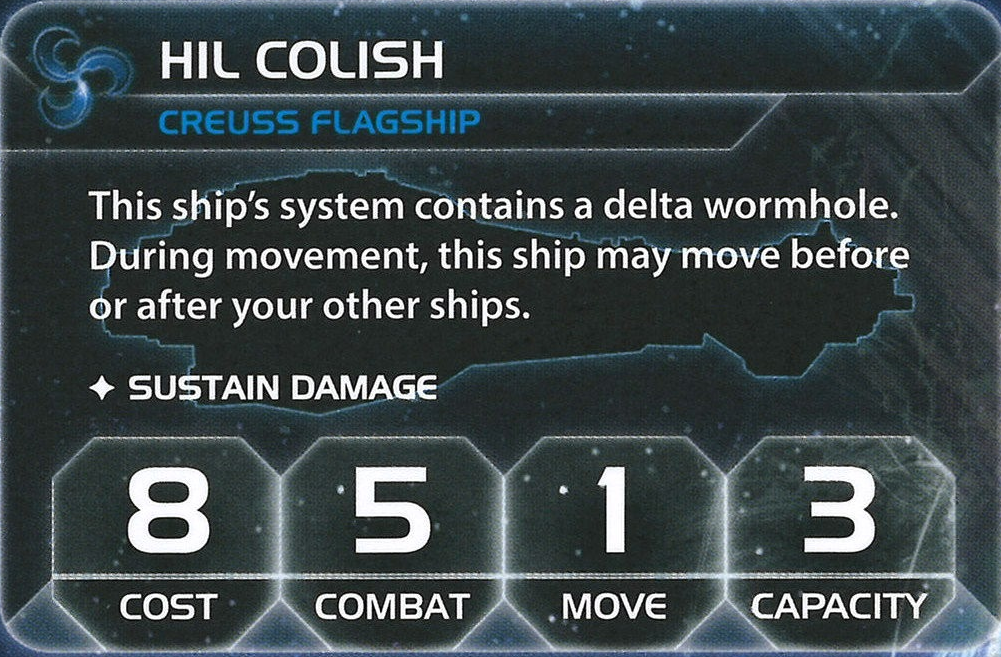 HIL COLISH
CREUSS FLAGSHIP
This ship's system contains a delta wormhole.
During movement, this ship may move before
or after your other ships.
✦ SUSTAIN DAMAGE
8 5 1 3
COST COMBAT MOVE CAPACITY